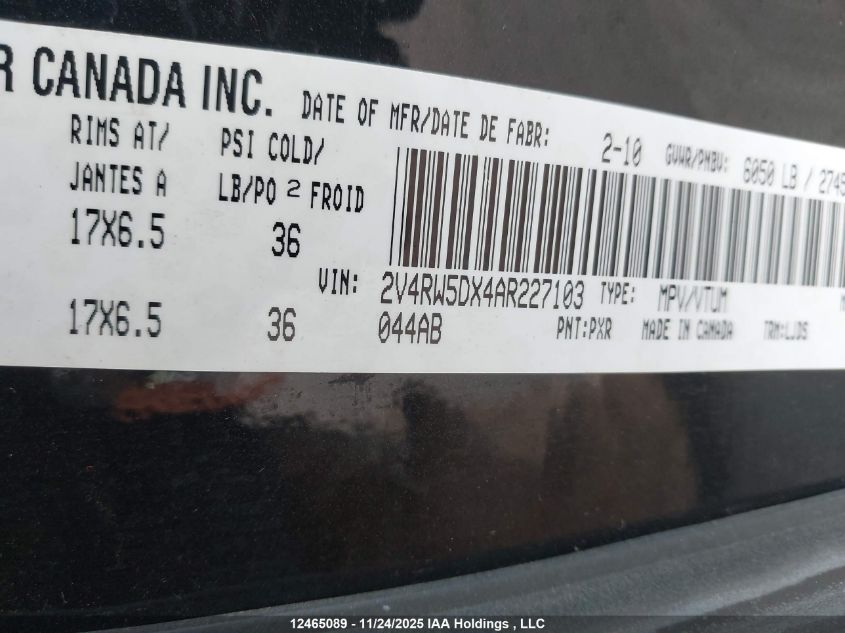 R CANADA INC.
DATE OF MFR/DATE DE FABR: 2-10 GVWR/PNBV: 6050 LB / 2745
RIMS AT/ PSI COLD/
JANTES A LB/PO 2 FROID
17X6.5 36
VIN: 2V4RW5DX4AR227103 TYPE: MPV/VTUM
17X6.5 36 044AB PNT:PXR MADE IN CANADA TRM:LJDS
12465089 - 11/24/2025 IAA Holdings , LLC